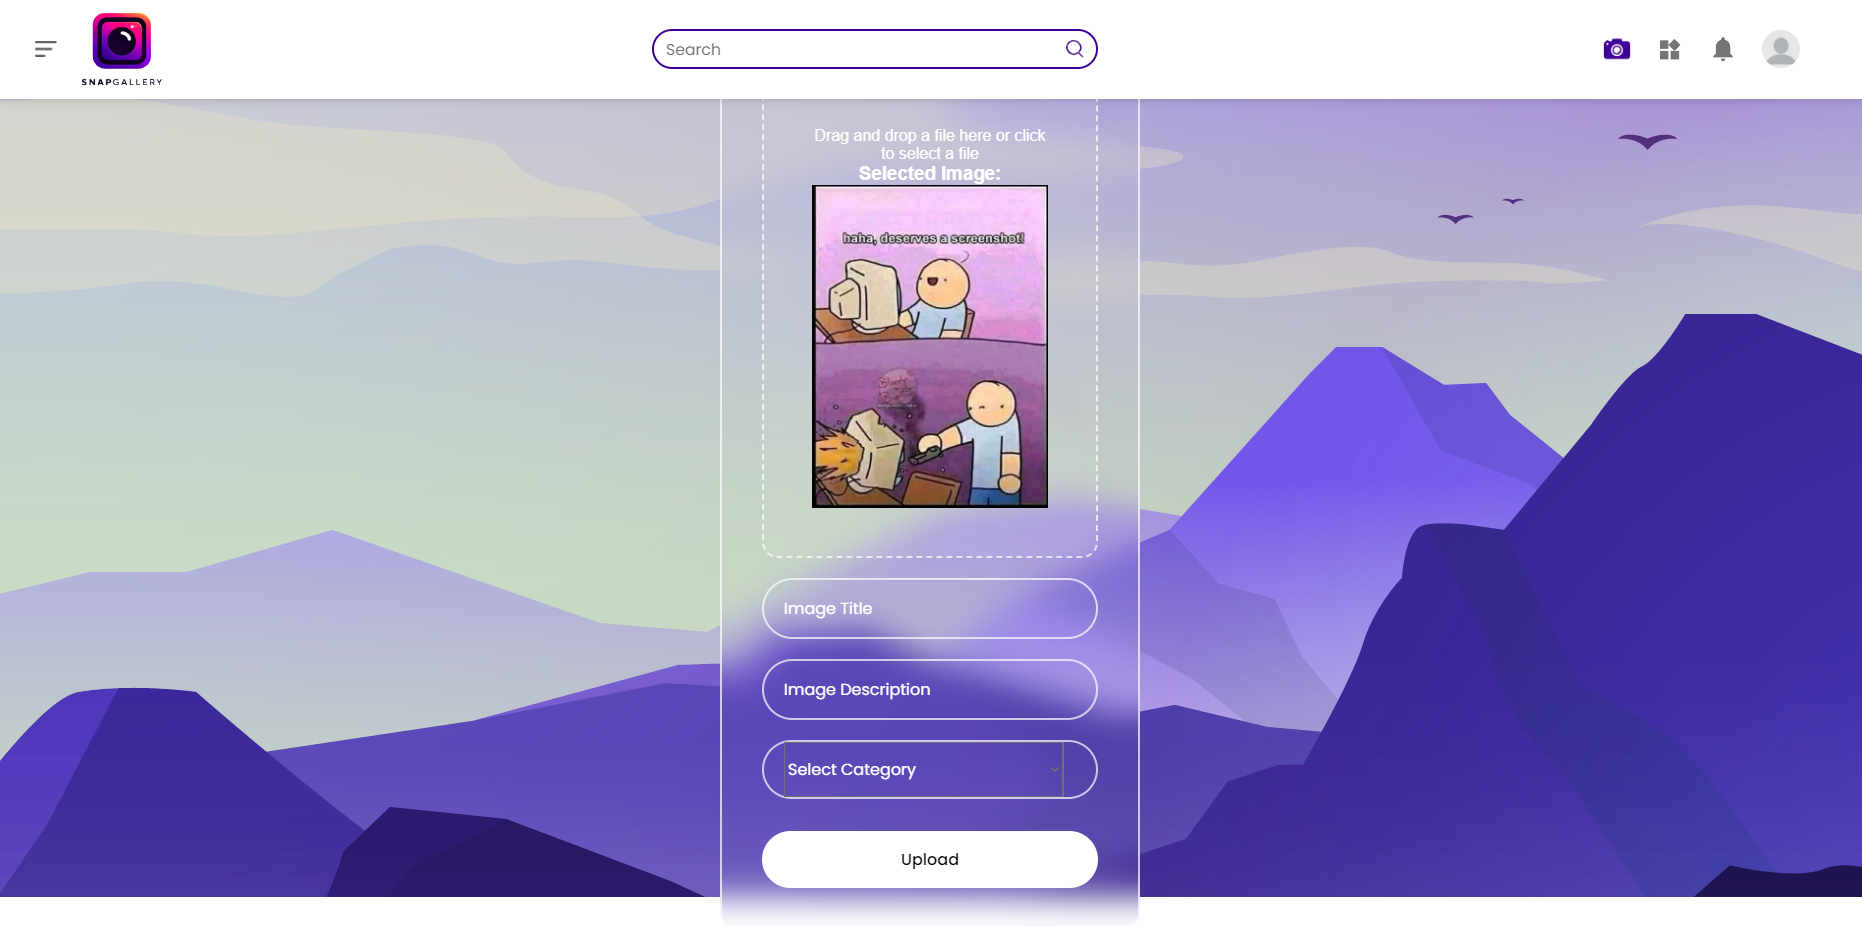 SNAPGALLERY
Search
Drag and drop a file here or click
to select a file
Selected Image:
haha, deserves a screenshot!
Bloody
Image Title
Image Description
Select Category
Upload